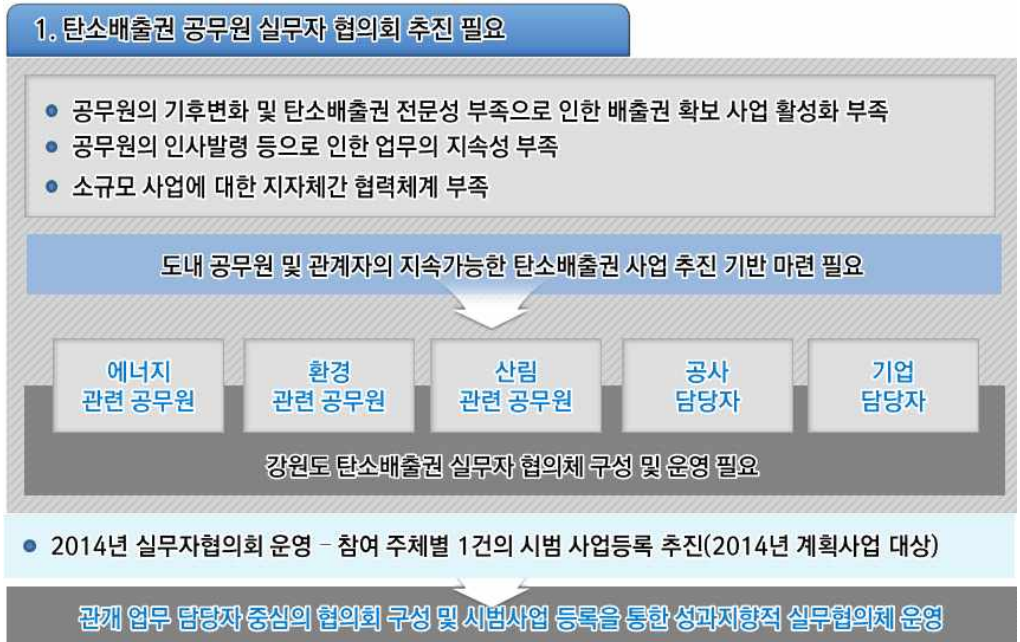 1. 탄소배출권 공무원 실무자 협의회 추진 필요
● 공무원의 기후변화 및 탄소배출권 전문성 부족으로 인한 배출권 확보 사업 활성화 부족
● 공무원의 인사발령 등으로 인한 업무의 지속성 부족
● 소규모 사업에 대한 지자체간 협력체계 부족
도내 공무원 및 관계자의 지속가능한 탄소배출권 사업 추진 기반 마련 필요
에너지
관련 공무원
환경
관련 공무원
산림
관련 공무원
공사
담당자
기업
담당자
강원도 탄소배출권 실무자 협의체 구성 및 운영 필요
● 2014년 실무자협의회 운영 – 참여 주체별 1건의 시범 사업등록 추진(2014년 계획사업 대상)
관개 업무 담당자 중심의 협의회 구성 및 시범사업 등록을 통한 성과지향적 실무협의체 운영